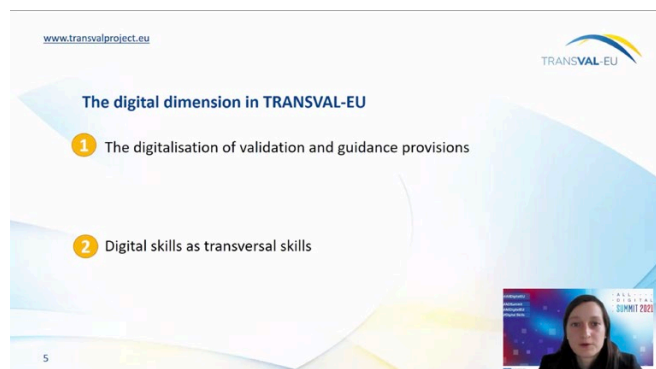 www.transvalproject.eu
TRANSVAL-EU
The digital dimension in TRANSVAL-EU
1 The digitalisation of validation and guidance provisions
2 Digital skills as transversal skills
ALL
DIGITAL
SUMMIT 2021
5